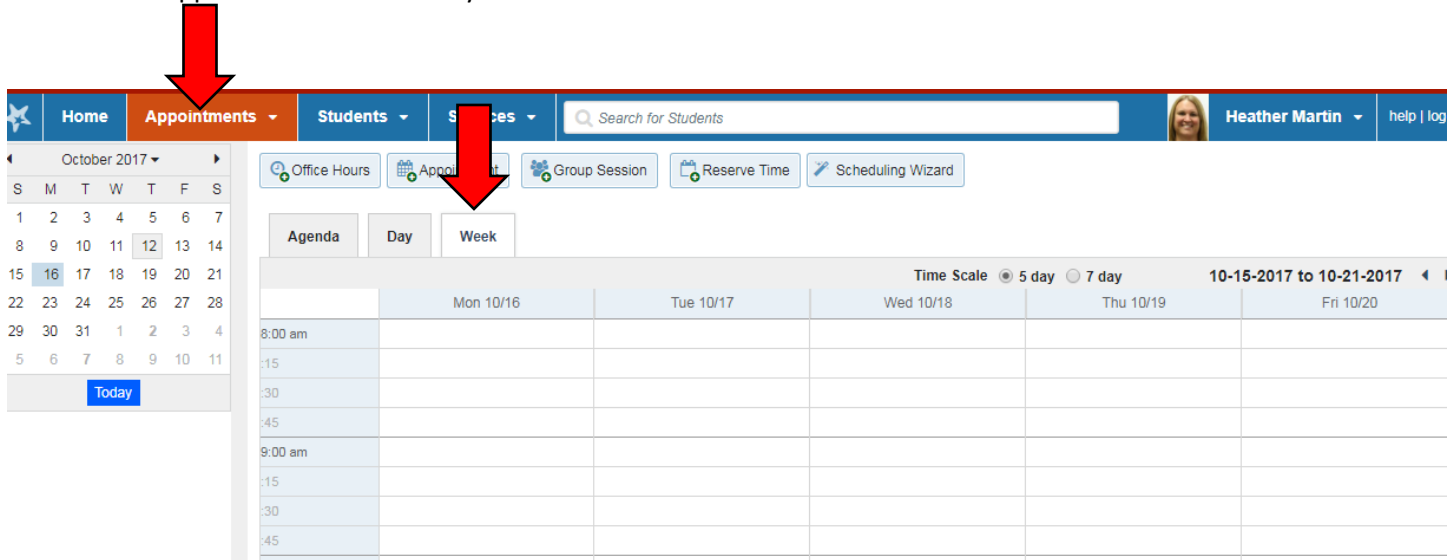 Home Appointments Students Search for Students Heather Martin help | log
October 2017
Office Hours Group Session Reserve Time Scheduling Wizard
S M T W T F S
1 2 3 4 5 6 7
8 9 10 11 12 13 14
15 16 17 18 19 20 21
22 23 24 25 26 27 28
29 30 31 1 2 3 4
5 6 7 8 9 10 11
Today
Agenda Day Week
Time Scale 5 day 7 day 10-15-2017 to 10-21-2017
Mon 10/16 Tue 10/17 Wed 10/18 Thu 10/19 Fri 10/20
8:00 am
:15
:30
:45
9:00 am
:15
:30
:45